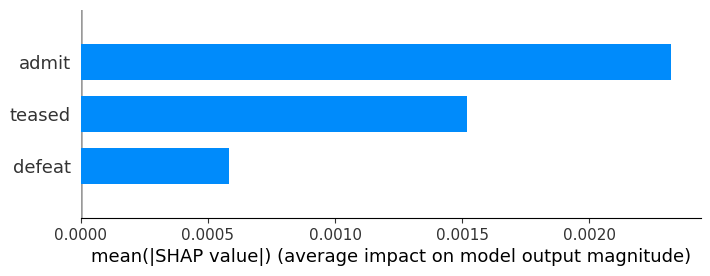 admit
teased
defeat
0.0000 0.0005 0.0010 0.0015 0.0020
mean(|SHAP value|) (average impact on model output magnitude)